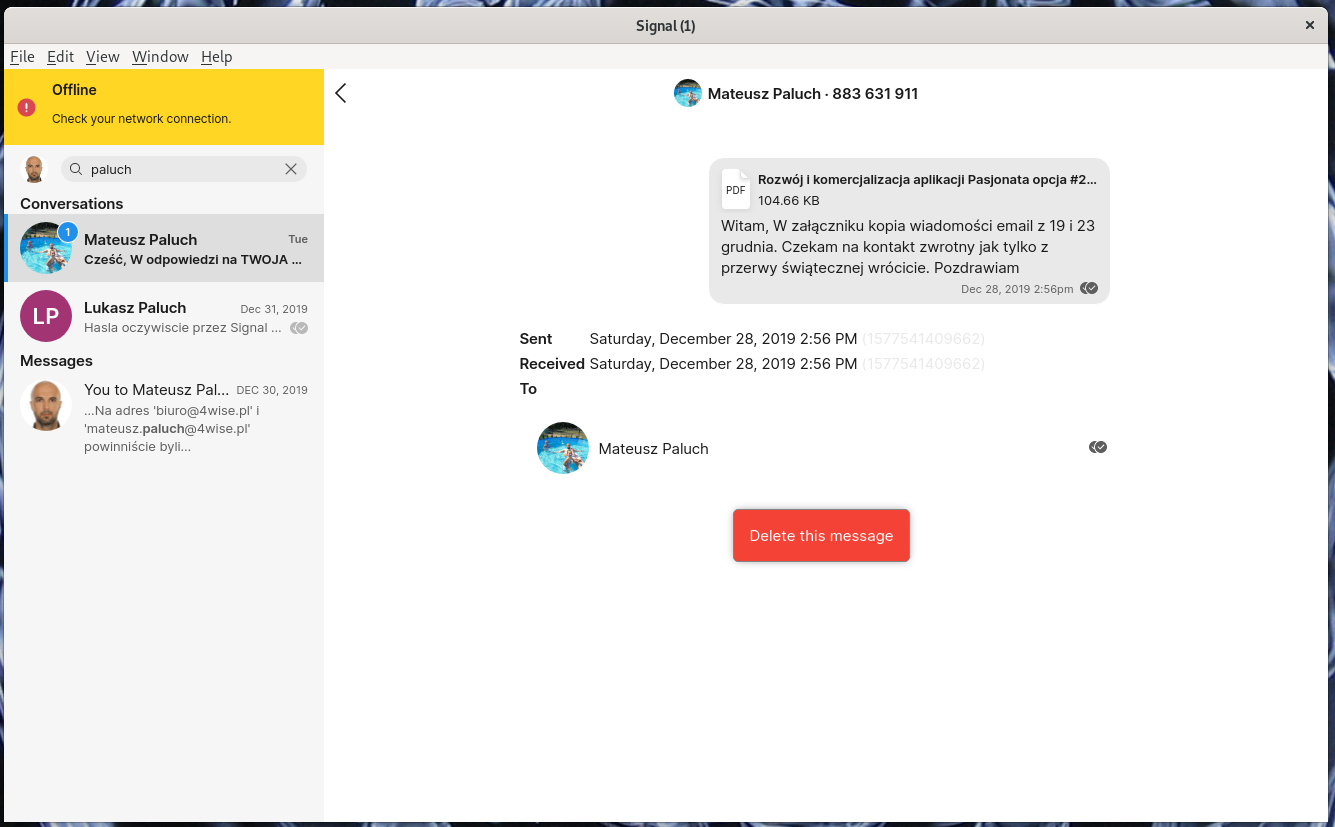 Signal (1)
File Edit View Window Help
Offline
Check your network connection.
paluch
Conversations
1
Mateusz Paluch Tue
Cześć, W odpowiedzi na TWOJA ...
LP
Lukasz Paluch Dec 31, 2019
Hasla oczywiscie przez Signal ...
Messages
You to Mateusz Pal... DEC 30, 2019
...Na adres 'biuro@4wise.pl' i
'mateusz.paluch@4wise.pl'
powinniście byli...
Mateusz Paluch · 883 631 911
PDF
Rozwój i komercjalizacja aplikacji Pasjonata opcja #2...
104.66 KB
Witam, W załączniku kopia wiadomości email z 19 i 23
grudnia. Czekam na kontakt zwrotny jak tylko z
przerwy świątecznej wrócicie. Pozdrawiam
Dec 28, 2019 2:56pm
Sent Saturday, December 28, 2019 2:56 PM (1577541409662)
Received Saturday, December 28, 2019 2:56 PM (1577541409662)
To
Mateusz Paluch
Delete this message